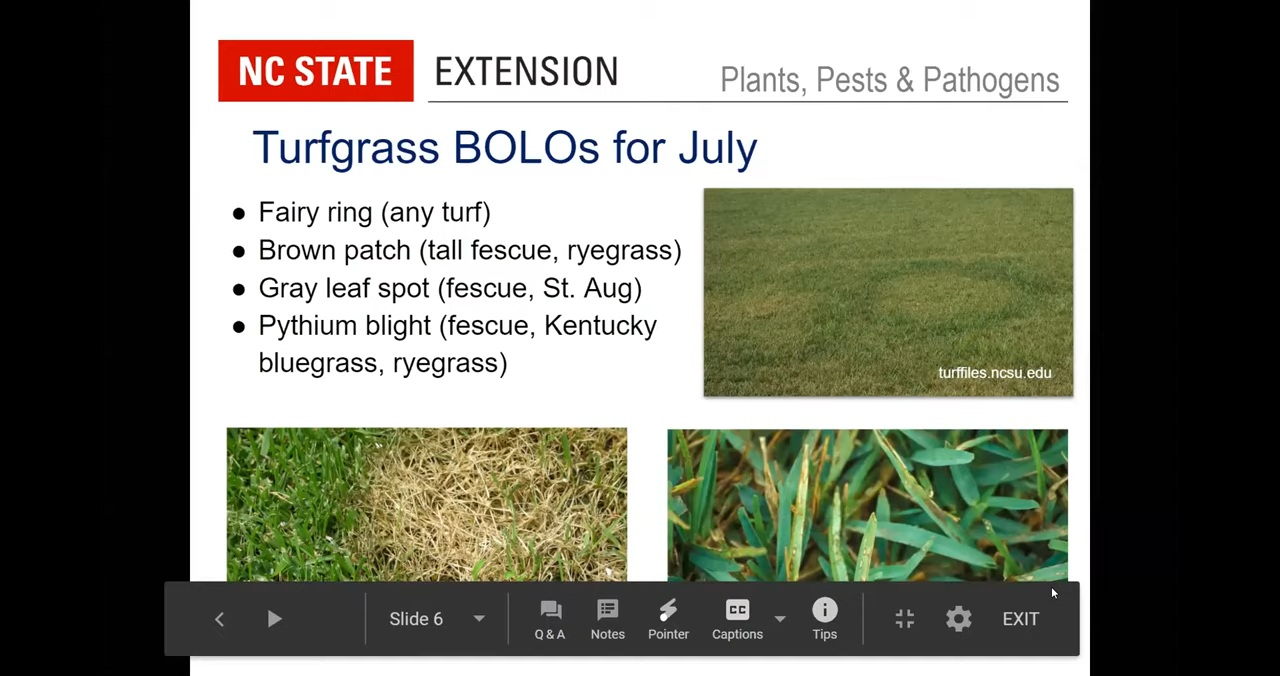 NC STATE EXTENSION Plants, Pests & Pathogens
Turfgrass BOLOs for July
● Fairy ring (any turf)
● Brown patch (tall fescue, ryegrass)
● Gray leaf spot (fescue, St. Aug)
● Pythium blight (fescue, Kentucky
bluegrass, ryegrass)
turffiles.ncsu.edu
Slide 6
Q & A
Notes
Pointer
CC
Captions
Tips
EXIT